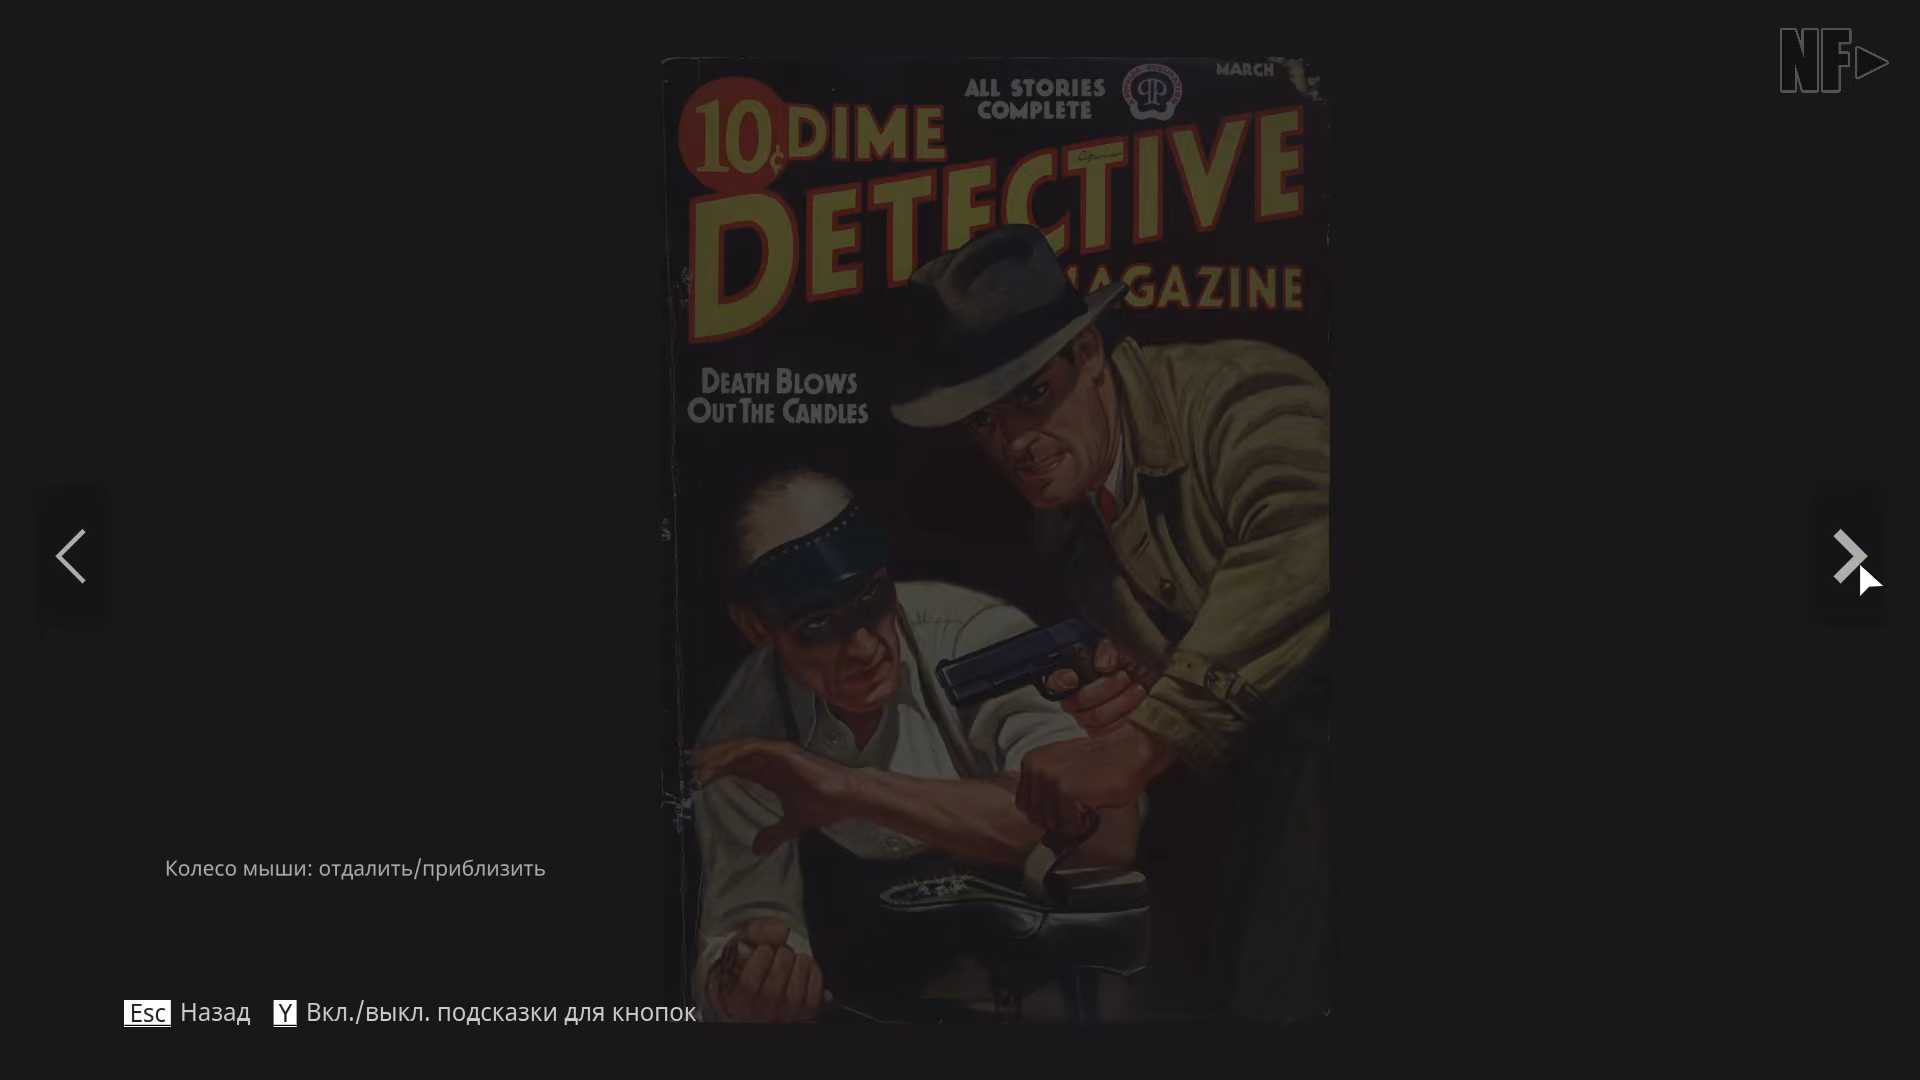 NF
MARCH
ALL STORIES
COMPLETE
10¢ DIME
DETECTIVE
MAGAZINE
DEATH BLOWS
OUT THE CANDLES
Колесо мыши: отдалить/приблизить
Esc Назад Y Вкл./выкл. подсказки для кнопок